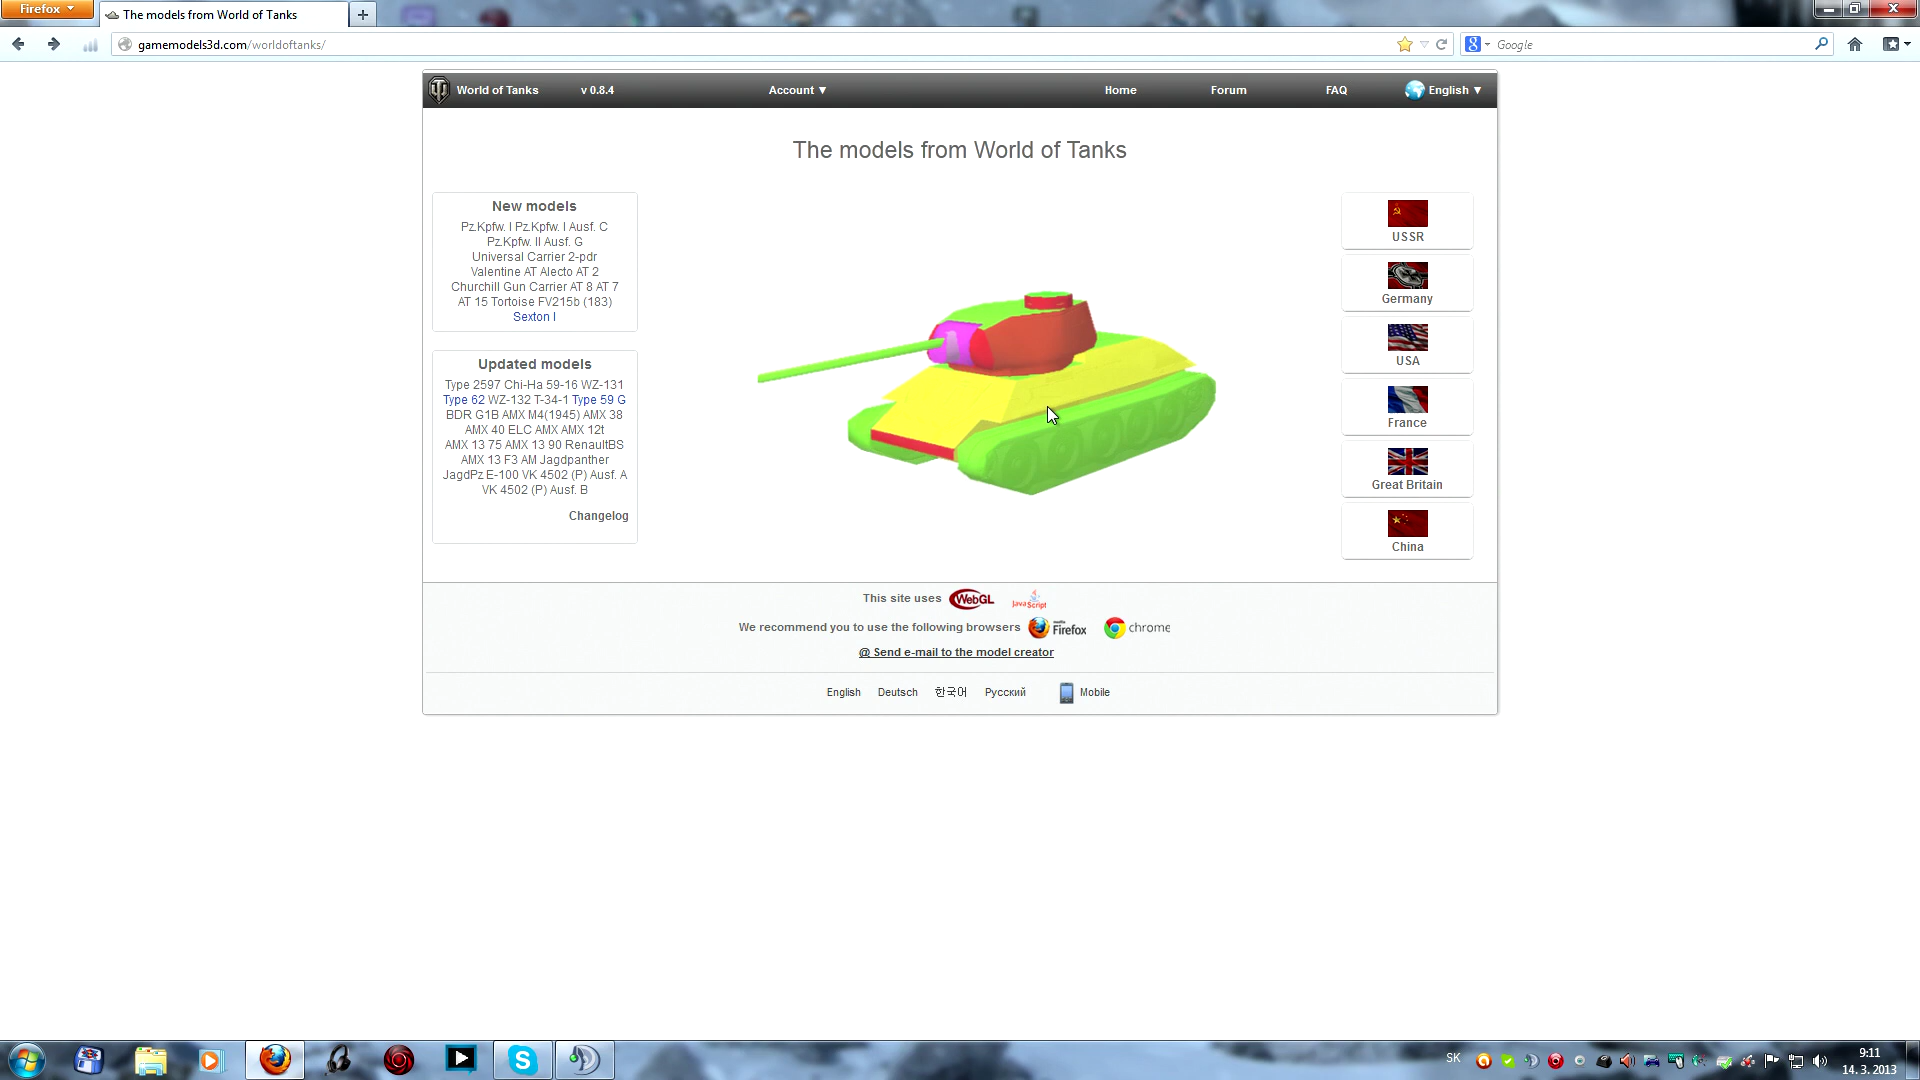 Firefox
The models from World of Tanks
gamemodels3d.com/worldoftanks/
Google
World of Tanks
v 0.8.4
Account ▼
Home
Forum
FAQ
English ▼
The models from World of Tanks
New models
Pz.Kpfw. I Pz.Kpfw. I Ausf. C
Pz.Kpfw. II Ausf. G
Universal Carrier 2-pdr
Valentine AT Alecto AT 2
Churchill Gun Carrier AT 8 AT 7
AT 15 Tortoise FV215b (183)
Sexton I
Updated models
Type 2597 Chi-Ha 59-16 WZ-131
Type 62 WZ-132 T-34-1 Type 59 G
BDR G1B AMX M4(1945) AMX 38
AMX 40 ELC AMX AMX 12t
AMX 13 75 AMX 13 90 RenaultBS
AMX 13 F3 AM Jagdpanther
JagdPz E-100 VK 4502 (P) Ausf. A
VK 4502 (P) Ausf. B
Changelog
USSR
Germany
USA
France
Great Britain
China
This site uses WebGL JavaScript
We recommend you to use the following browsers mozilla Firefox chrome
@ Send e-mail to the model creator
English Deutsch 한국어 Русский Mobile
SK
9:11
14. 3. 2013